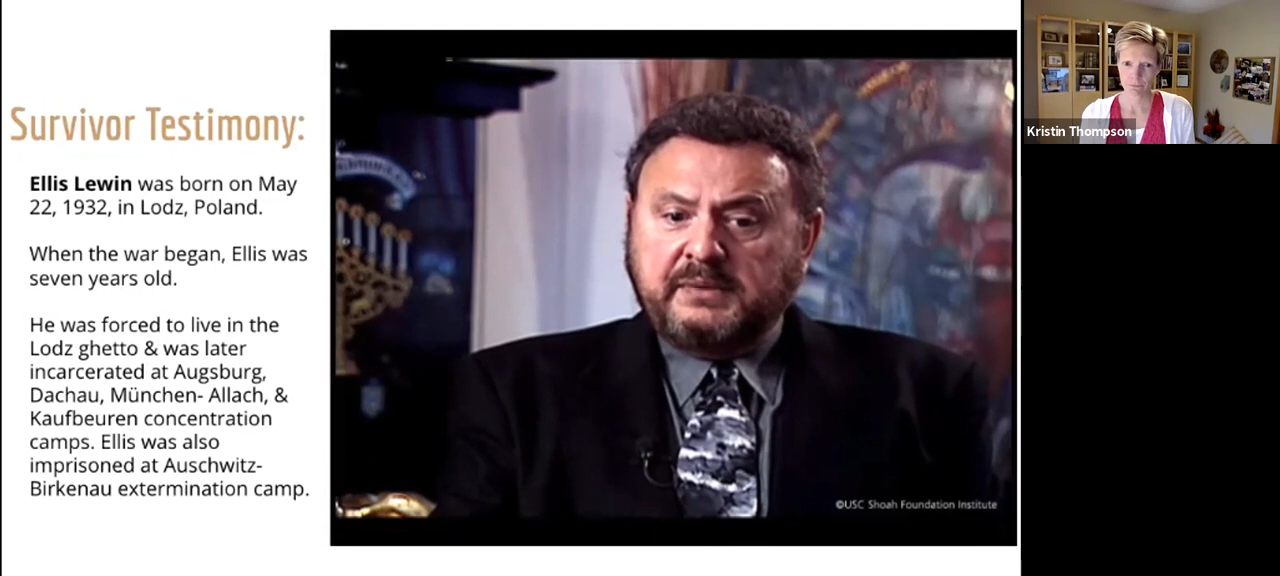 Survivor Testimony:
Ellis Lewin was born on May
22, 1932, in Lodz, Poland.
When the war began, Ellis was
seven years old.
He was forced to live in the
Lodz ghetto & was later
incarcerated at Augsburg,
Dachau, München- Allach, &
Kaufbeuren concentration
camps. Ellis was also
imprisoned at Auschwitz-
Birkenau extermination camp.
©USC Shoah Foundation Institute
Kristin Thompson